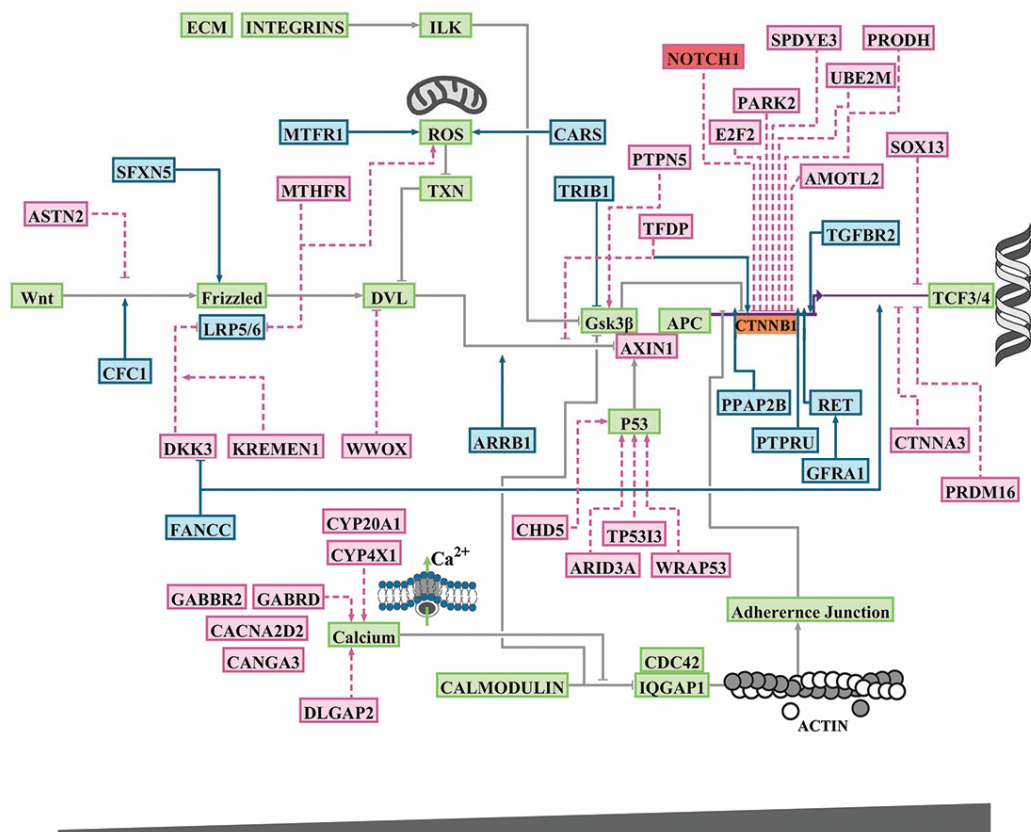 ECM
INTEGRINS
ILK
SPDYE3
PRODH
NOTCH1
UBE2M
PARK2
MTFR1
ROS
CARS
E2F2
SOX13
PTPN5
SFXN5
MTHFR
TXN
TRIB1
AMOTL2
ASTN2
TFDP
TGFBR2
Wnt
Frizzled
DVL
Gsk3β
APC
CTNNB1
TCF3/4
LRP5/6
AXIN1
CFC1
PPAP2B
RET
P53
DKK3
KREMEN1
WWOX
ARRB1
PTPRU
CTNNA3
GFRA1
PRDM16
FANCC
CYP20A1
CHD5
TP53I3
CYP4X1
Ca2+
ARID3A
WRAP53
GABBR2
GABRD
CACNA2D2
Calcium
Adherernce Junction
CANGA3
CDC42
CALMODULIN
IQGAP1
DLGAP2
ACTIN